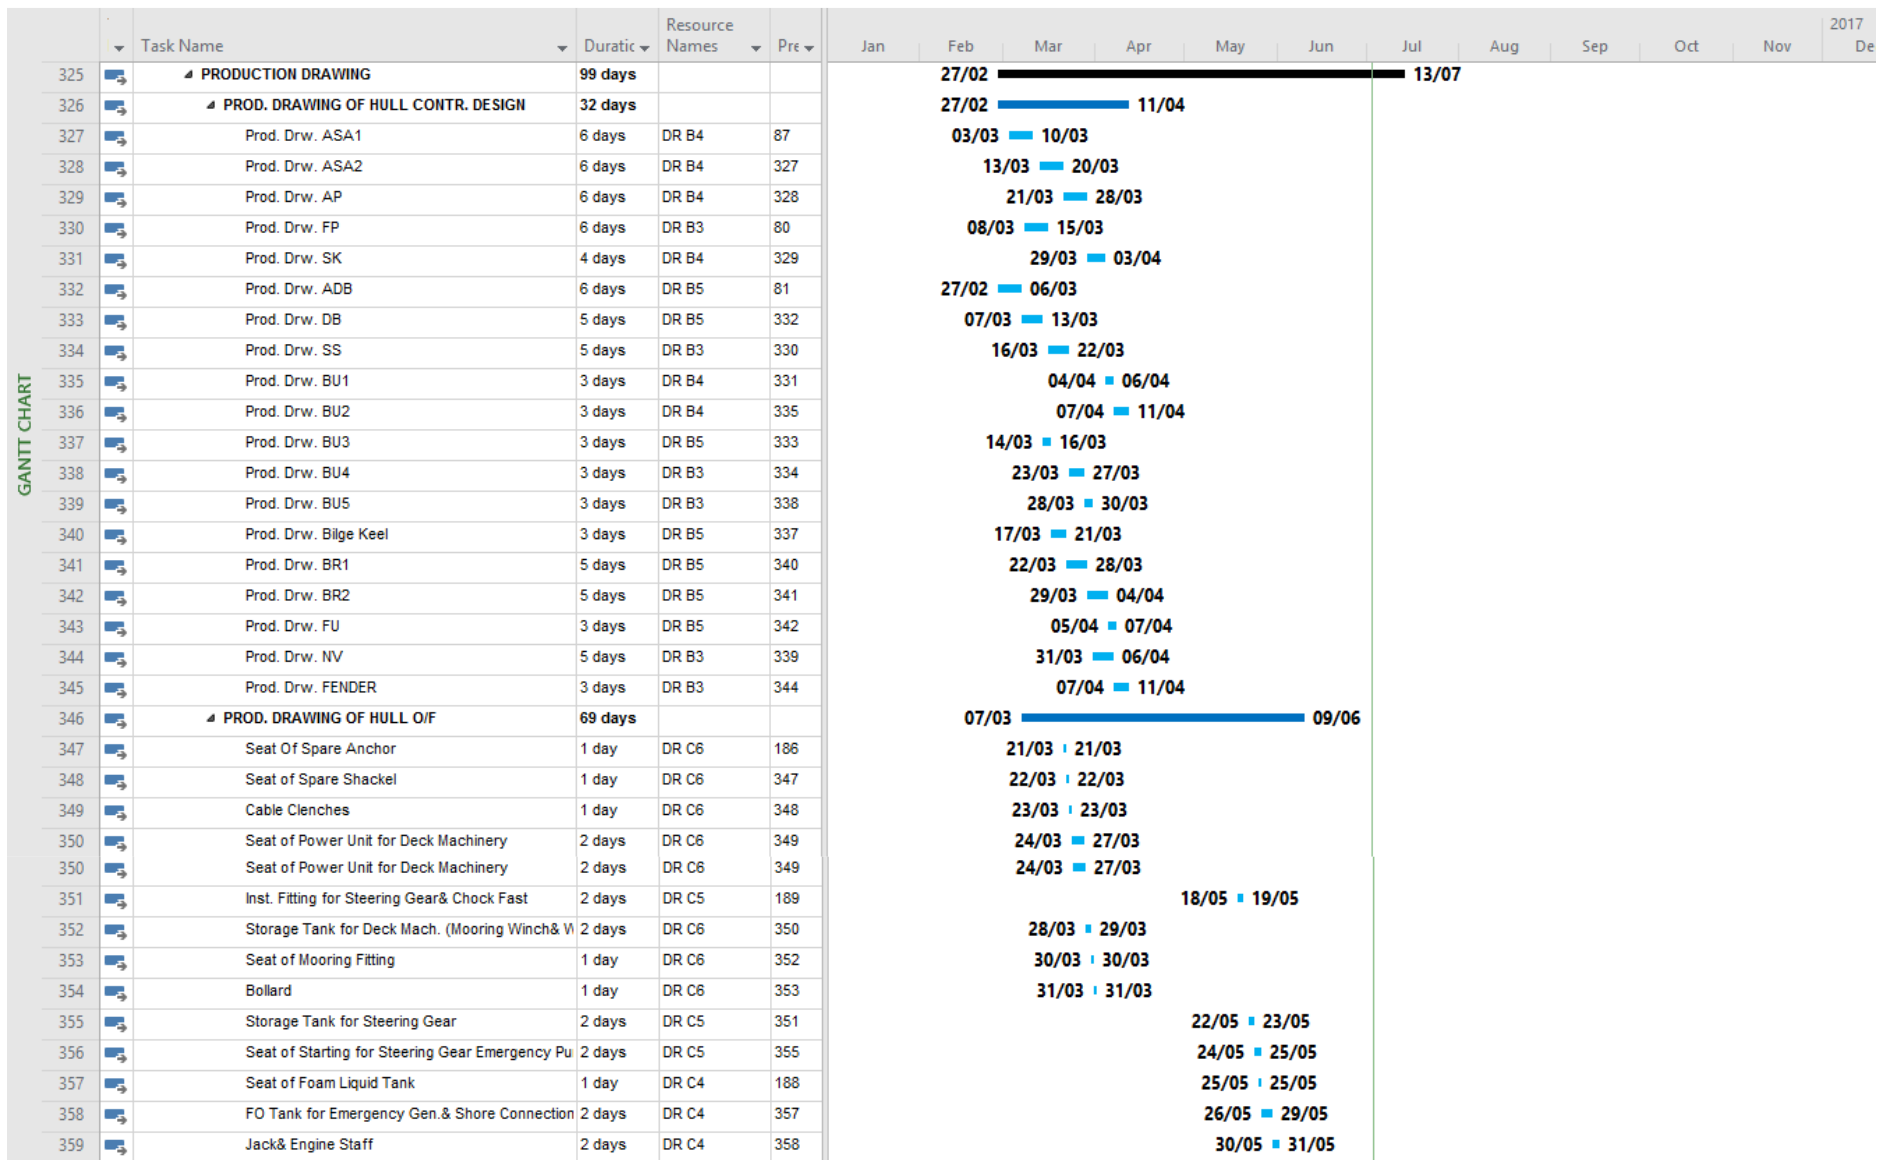 2017
Resource
Task Name Duratic Names Pre Jan Feb Mar Apr May Jun Jul Aug Sep Oct Nov De
GANTT CHART
325 PRODUCTION DRAWING 99 days 27/02 13/07
326 PROD. DRAWING OF HULL CONTR. DESIGN 32 days 27/02 11/04
327 Prod. Drw. ASA1 6 days DR B4 87 03/03 10/03
328 Prod. Drw. ASA2 6 days DR B4 327 13/03 20/03
329 Prod. Drw. AP 6 days DR B4 328 21/03 28/03
330 Prod. Drw. FP 6 days DR B3 80 08/03 15/03
331 Prod. Drw. SK 4 days DR B4 329 29/03 03/04
332 Prod. Drw. ADB 6 days DR B5 81 27/02 06/03
333 Prod. Drw. DB 5 days DR B5 332 07/03 13/03
334 Prod. Drw. SS 5 days DR B3 330 16/03 22/03
335 Prod. Drw. BU1 3 days DR B4 331 04/04 06/04
336 Prod. Drw. BU2 3 days DR B4 335 07/04 11/04
337 Prod. Drw. BU3 3 days DR B5 333 14/03 16/03
338 Prod. Drw. BU4 3 days DR B3 334 23/03 27/03
339 Prod. Drw. BU5 3 days DR B3 338 28/03 30/03
340 Prod. Drw. Bilge Keel 3 days DR B5 337 17/03 21/03
341 Prod. Drw. BR1 5 days DR B5 340 22/03 28/03
342 Prod. Drw. BR2 5 days DR B5 341 29/03 04/04
343 Prod. Drw. FU 3 days DR B5 342 05/04 07/04
344 Prod. Drw. NV 5 days DR B3 339 31/03 06/04
345 Prod. Drw. FENDER 3 days DR B3 344 07/04 11/04
346 PROD. DRAWING OF HULL O/F 69 days 07/03 09/06
347 Seat Of Spare Anchor 1 day DR C6 186 21/03 21/03
348 Seat of Spare Shackel 1 day DR C6 347 22/03 22/03
349 Cable Clenches 1 day DR C6 348 23/03 23/03
350 Seat of Power Unit for Deck Machinery 2 days DR C6 349 24/03 27/03
350 Seat of Power Unit for Deck Machinery 2 days DR C6 349 24/03 27/03
351 Inst. Fitting for Steering Gear& Chock Fast 2 days DR C5 189 18/05 19/05
352 Storage Tank for Deck Mach. (Mooring Winch& W 2 days DR C6 350 28/03 29/03
353 Seat of Mooring Fitting 1 day DR C6 352 30/03 30/03
354 Bollard 1 day DR C6 353 31/03 31/03
355 Storage Tank for Steering Gear 2 days DR C5 351 22/05 23/05
356 Seat of Starting for Steering Gear Emergency Pu 2 days DR C5 355 24/05 25/05
357 Seat of Foam Liquid Tank 1 day DR C4 188 25/05 25/05
358 FO Tank for Emergency Gen.& Shore Connection 2 days DR C4 357 26/05 29/05
359 Jack& Engine Staff 2 days DR C4 358 30/05 31/05